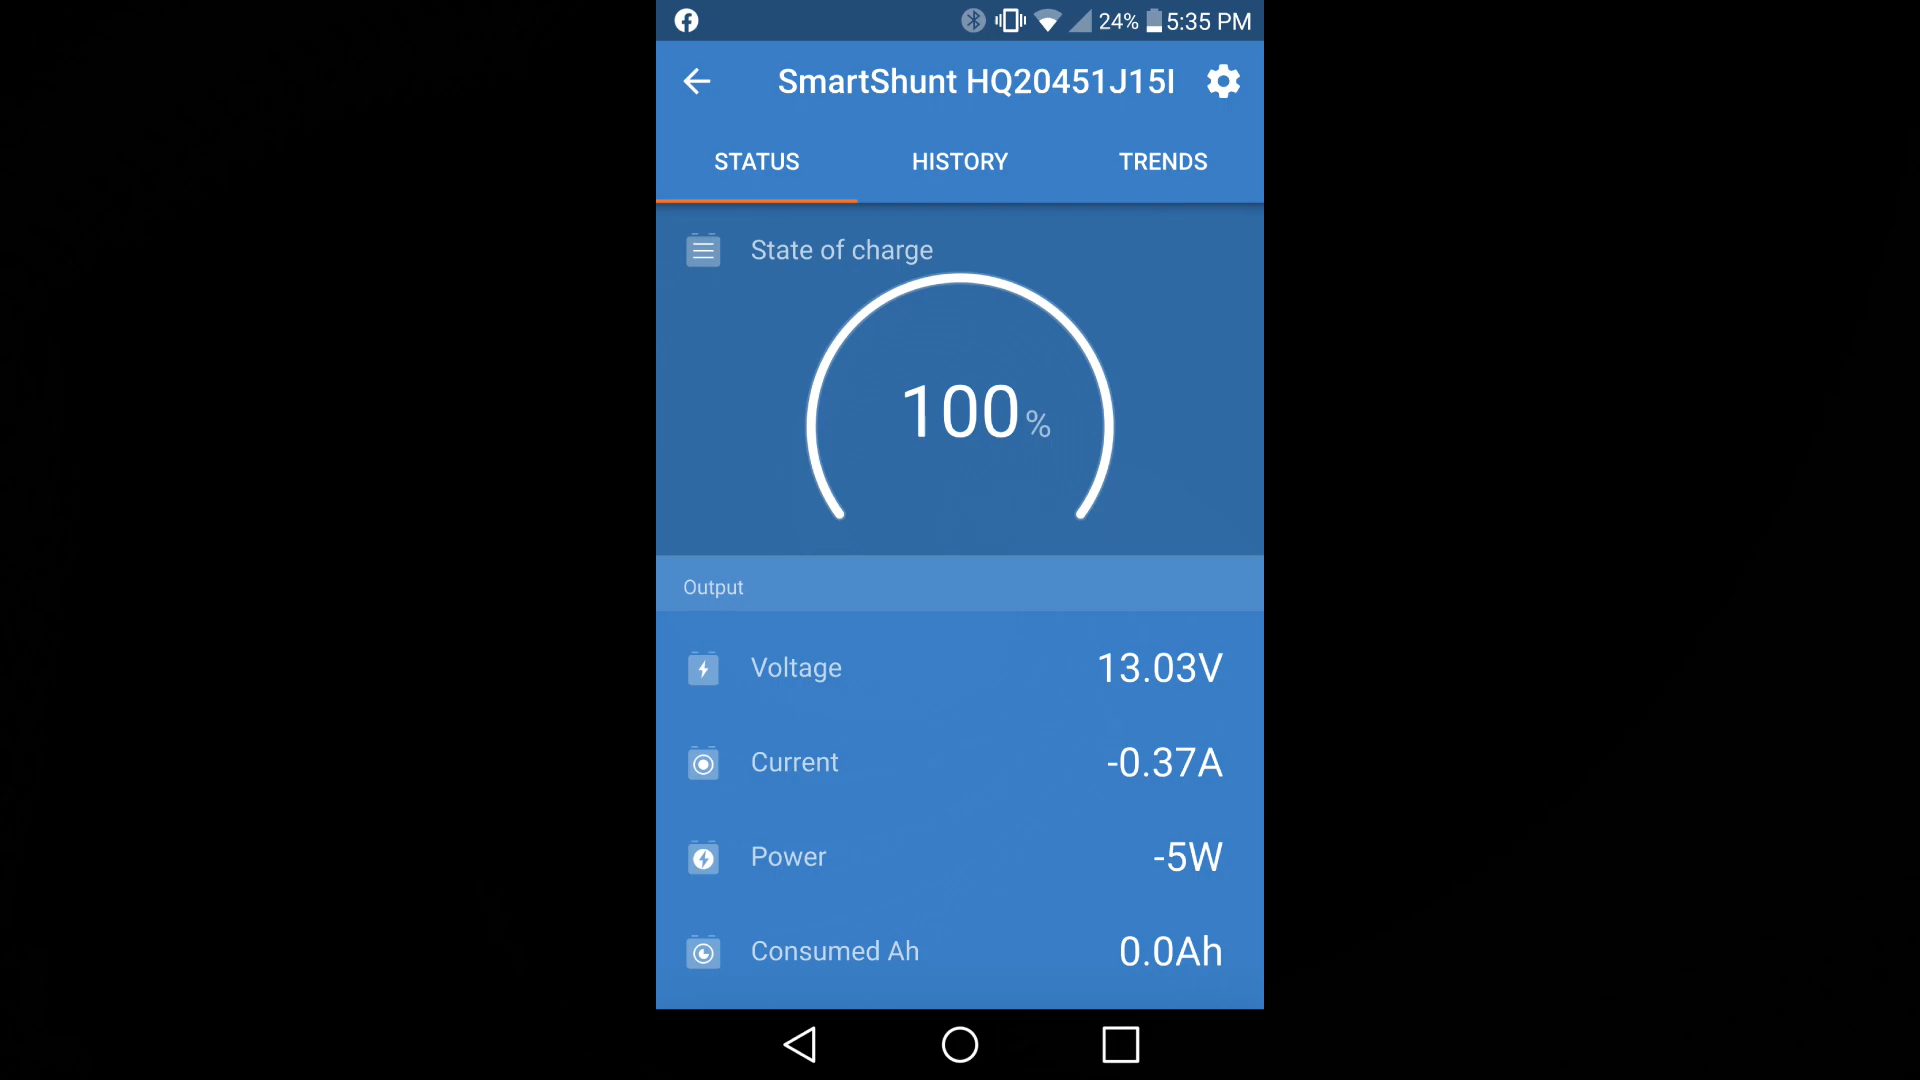 24% 5:35 PM
SmartShunt HQ20451J15I
STATUS HISTORY TRENDS
State of charge
100 %
Output
Voltage 13.03V
Current -0.37A
Power -5W
Consumed Ah 0.0Ah